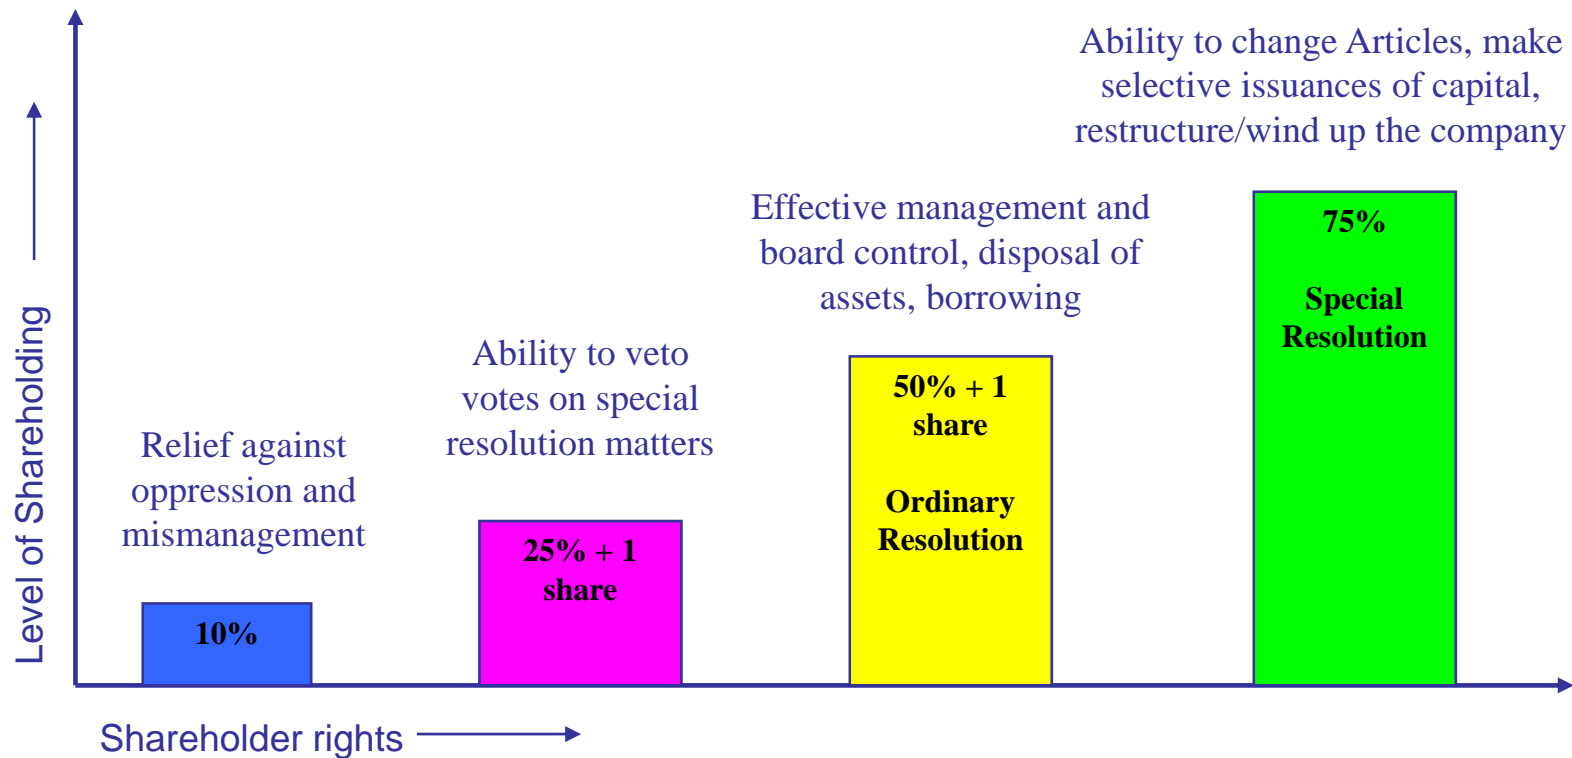 Ability to change Articles, make
selective issuances of capital,
restructure/wind up the company
75%
Special
Resolution
Effective management and
board control, disposal of
assets, borrowing
50% + 1
share
Ordinary
Resolution
Ability to veto
votes on special
resolution matters
25% + 1
share
Relief against
oppression and
mismanagement
10%
Level of Shareholding
Shareholder rights